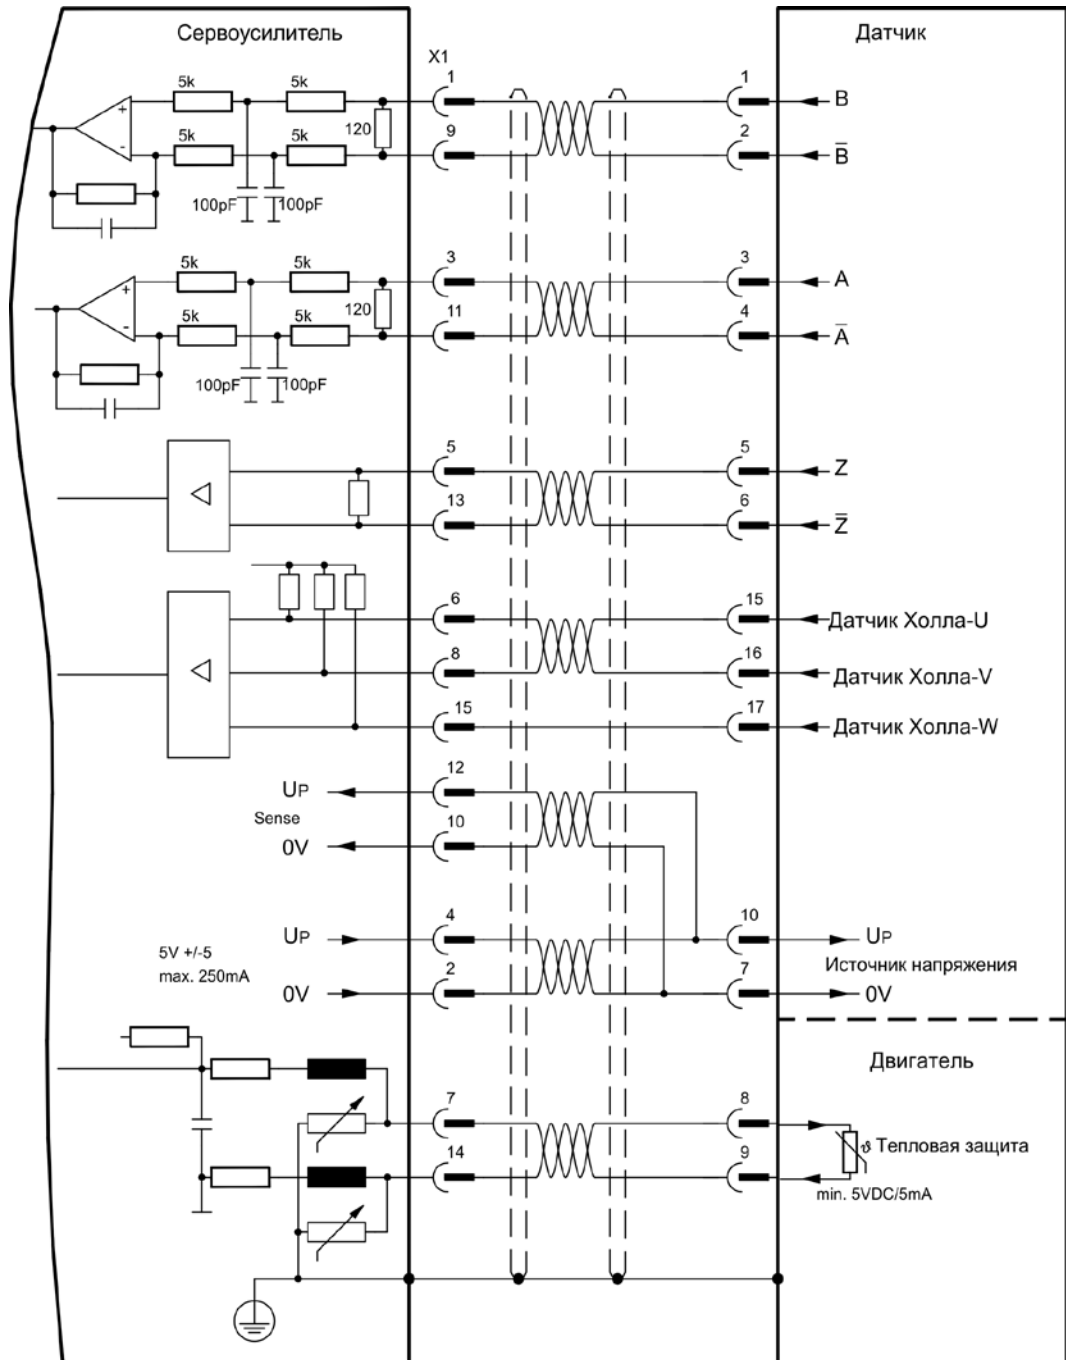 Сервоусилитель
Датчик
X1
5k 5k 1 1 B
120
5k 5k 9 2 B̅
100pF 100pF
5k 5k 3 3 A
120
5k 5k 11 4 A̅
100pF 100pF
5 5 Z
13 6 Z̅
6 15 Датчик Холла-U
8 16 Датчик Холла-V
15 17 Датчик Холла-W
UP 12
Sense
0V 10
5V +/-5
max. 250mA
UP 4 10 UP
Источник напряжения
0V 2 7 0V
Двигатель
7 8
ϑ Тепловая защита
14 9
min. 5VDC/5mA